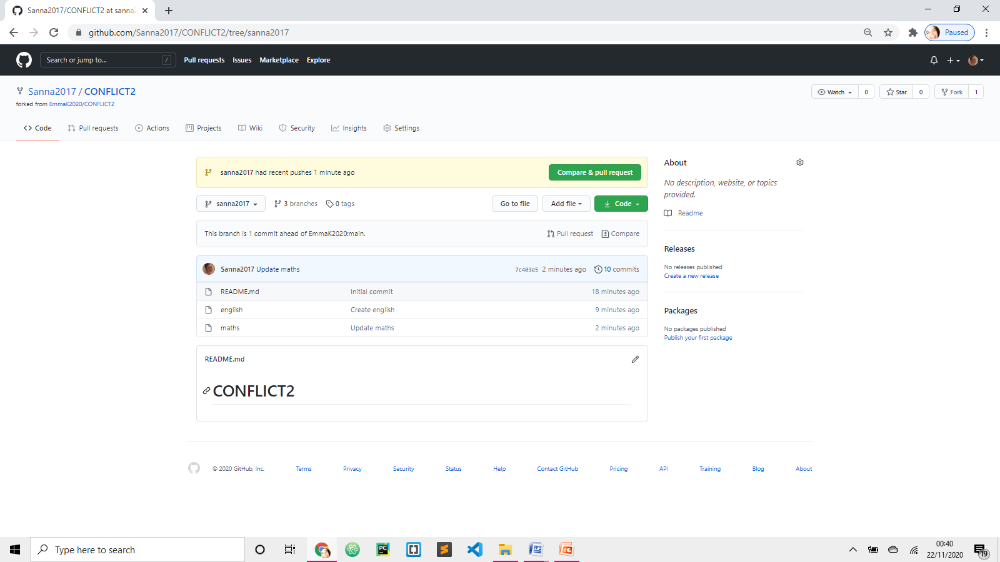 Sanna2017/CONFLICT2 at sanna2
github.com/Sanna2017/CONFLICT2/tree/sanna2017
Paused
Search or jump to... /
Pull requests Issues Marketplace Explore
Sanna2017 / CONFLICT2
forked from EmmaK2020/CONFLICT2
Watch 0 Star 0 Fork 1
Code Pull requests Actions Projects Wiki Security Insights Settings
sanna2017 had recent pushes 1 minute ago
Compare & pull request
sanna2017 3 branches 0 tags
Go to file Add file Code
This branch is 1 commit ahead of EmmaK2020:main.
Pull request Compare
Sanna2017 Update maths 7c403e5 2 minutes ago 10 commits
README.md Initial commit 18 minutes ago
english Create english 9 minutes ago
maths Update maths 2 minutes ago
README.md
CONFLICT2
About
No description, website, or topics
provided.
Readme
Releases
No releases published
Create a new release
Packages
No packages published
Publish your first package
© 2020 GitHub, Inc. Terms Privacy Security Status Help Contact GitHub Pricing API Training Blog About
Type here to search
PC
00:40
22/11/2020
19